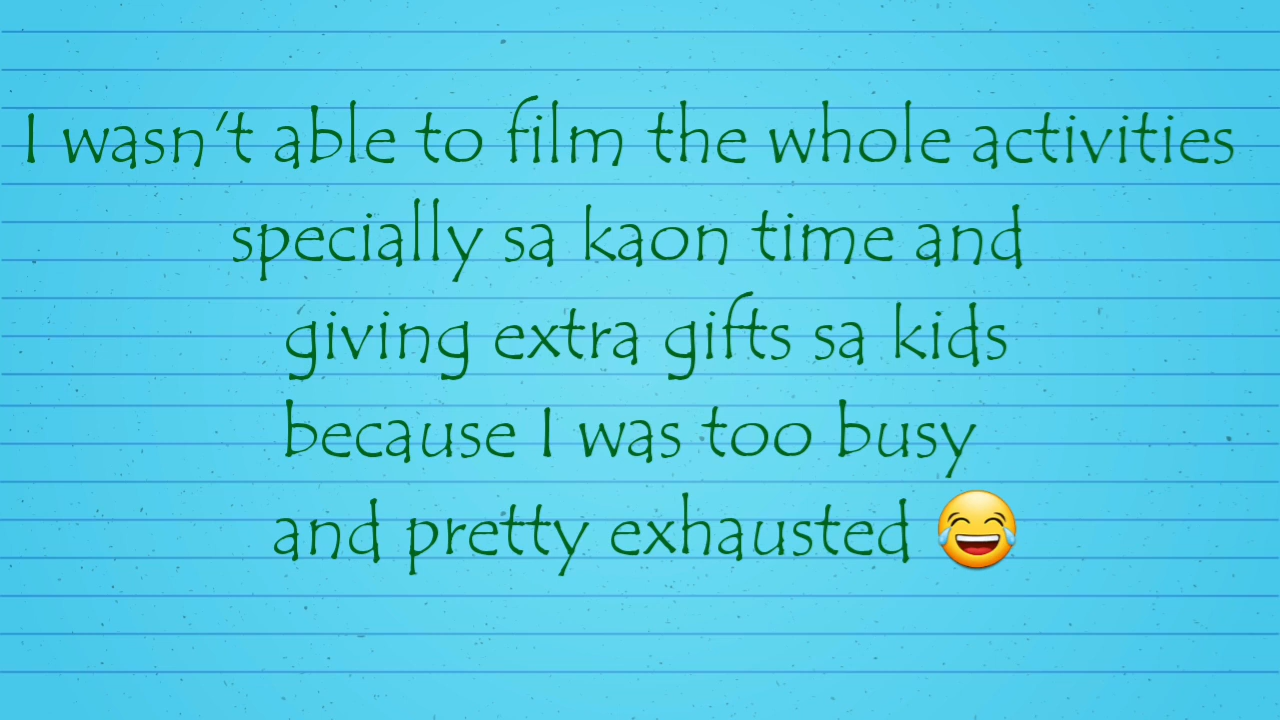 I wasn't able to film the whole activities
specially sa kaon time and
giving extra gifts sa kids
because I was too busy
and pretty exhausted 😂